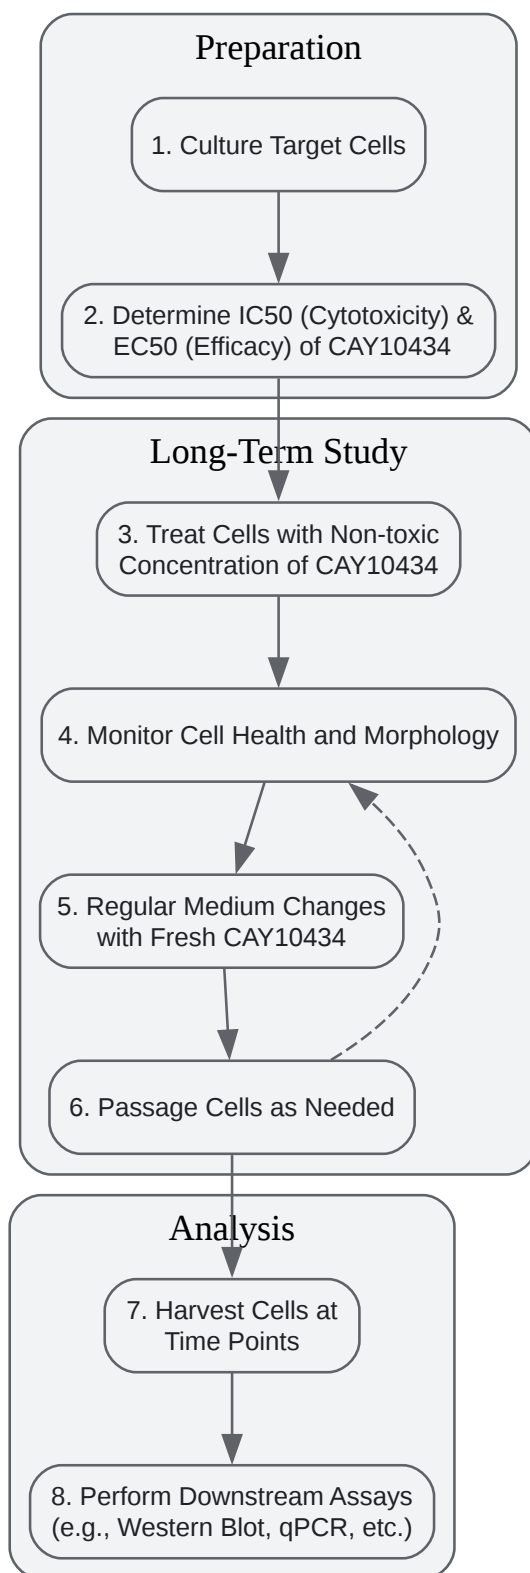 Preparation
1. Culture Target Cells
2. Determine IC50 (Cytotoxicity) &
EC50 (Efficacy) of CAY10434
Long-Term Study
3. Treat Cells with Non-toxic
Concentration of CAY10434
4. Monitor Cell Health and Morphology
5. Regular Medium Changes
with Fresh CAY10434
6. Passage Cells as Needed
Analysis
7. Harvest Cells at
Time Points
8. Perform Downstream Assays
(e.g., Western Blot, qPCR, etc.)